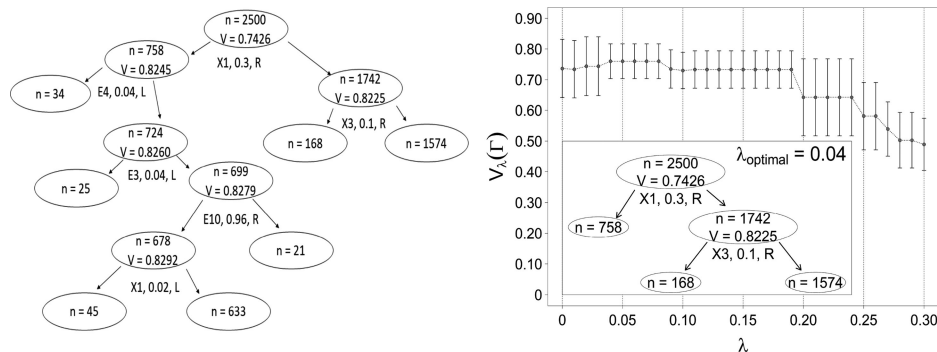 n = 2500
V = 0.7426
X1, 0.3, R
n = 758
V = 0.8245
E4, 0.04, L
n = 34
n = 1742
V = 0.8225
X3, 0.1, R
n = 168
n = 1574
n = 724
V = 0.8260
E3, 0.04, L
n = 25
n = 699
V = 0.8279
E10, 0.96, R
n = 678
V = 0.8292
X1, 0.02, L
n = 21
n = 45
n = 633
Vλ(Γ)
0.90
0.80
0.70
0.60
0.50
0.40
0.30
0.20
0.10
0
λoptimal = 0.04
n = 2500
V = 0.7426
X1, 0.3, R
n = 758
n = 1742
V = 0.8225
X3, 0.1, R
n = 168
n = 1574
0 0.05 0.10 0.15 0.20 0.25 0.30
λ